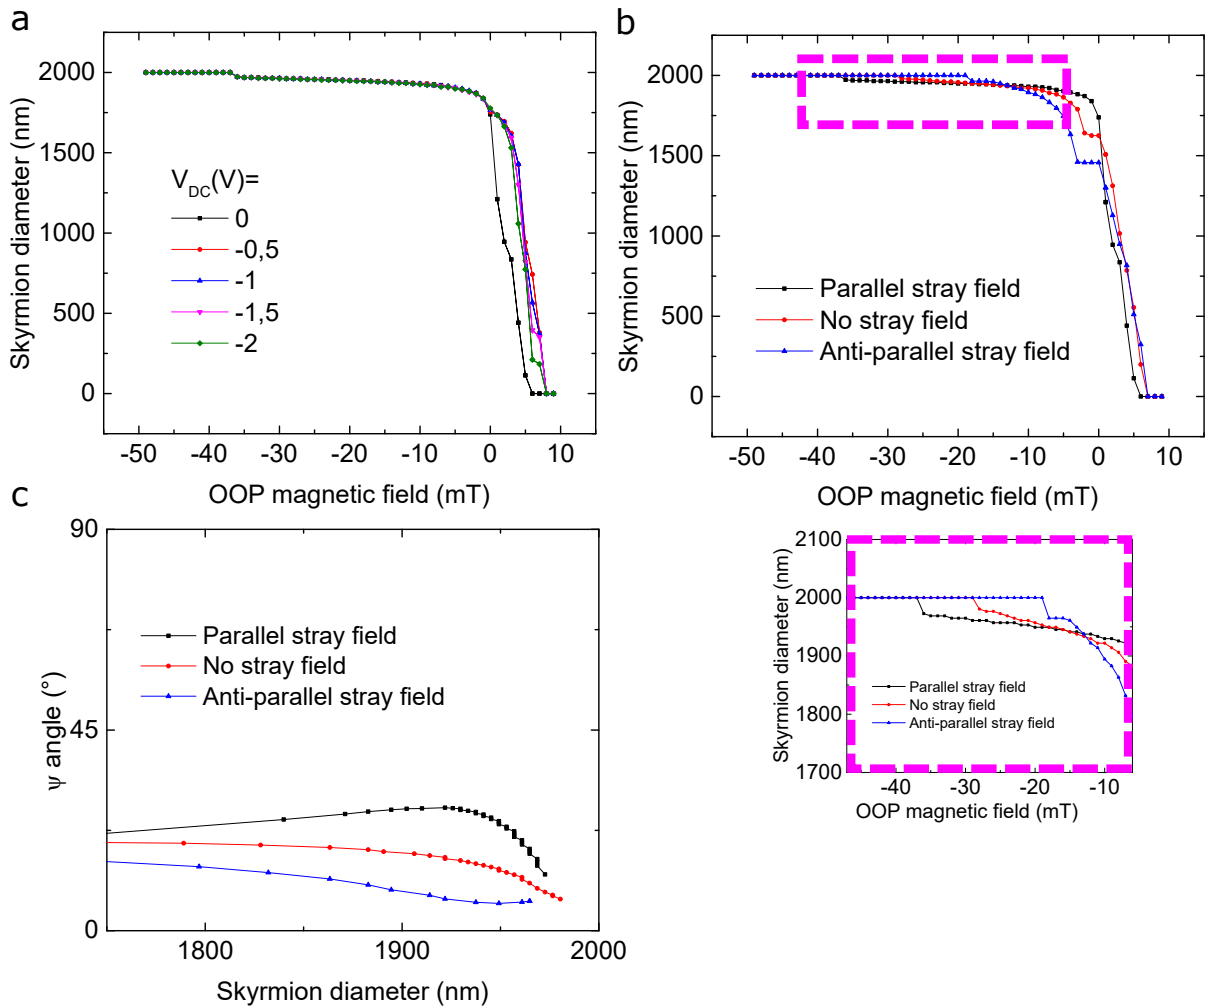 a
Skyrmion diameter (nm)
2000
1500
1000
500
0
V_DC(V)=
0
-0,5
-1
-1,5
-2
-50 -40 -30 -20 -10 0 10
OOP magnetic field (mT)
b
Skyrmion diameter (nm)
2000
1500
1000
500
0
Parallel stray field
No stray field
Anti-parallel stray field
-50 -40 -30 -20 -10 0 10
OOP magnetic field (mT)
c
ψ angle (°)
90
45
0
Parallel stray field
No stray field
Anti-parallel stray field
1800 1900 2000
Skyrmion diameter (nm)
Skyrmion diameter (nm)
2100
2000
1900
1800
1700
Parallel stray field
No stray field
Anti-parallel stray field
-40 -30 -20 -10
OOP magnetic field (mT)